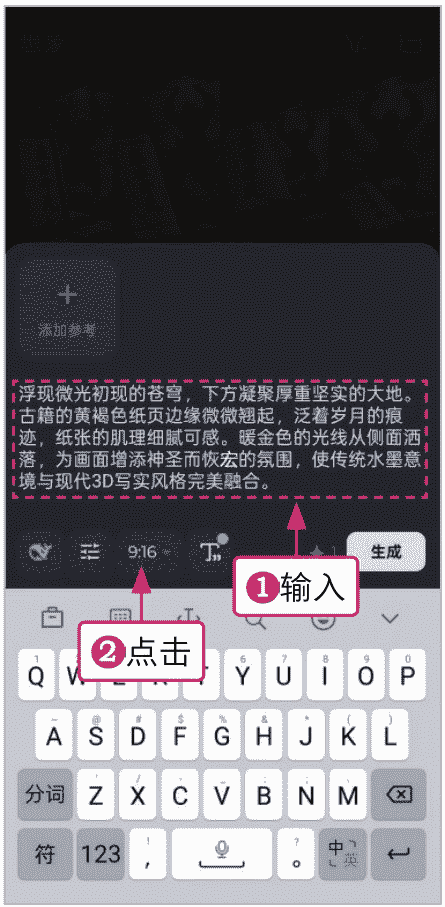 添加参考
浮现微光初现的苍穹，下方凝聚厚重坚实的大地。
古籍的黄褐色纸页边缘微微翘起，泛着岁月的痕
迹，纸张的肌理细腻可感。暖金色的光线从侧面洒
落，为画面增添神圣而恢宏的氛围，使传统水墨意
境与现代3D写实风格完美融合。
9:16
T
生成
❶输入
❷点击
Q W E R T Y U I O P
A S D F G H J K L
分词 Z X C V B N M
符 123 ， 。 中 英